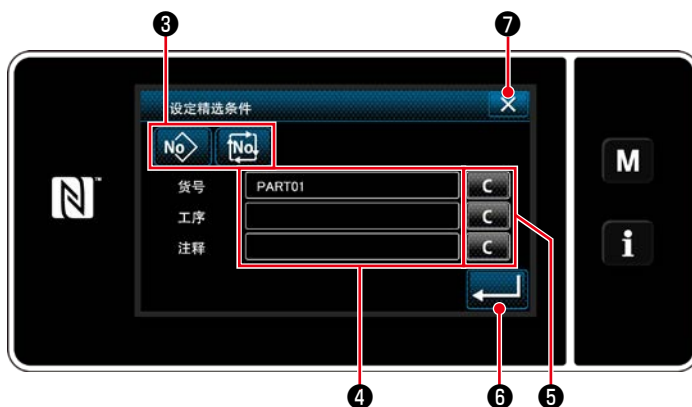 ❸ ❼
设定精选条件
No No.
货号 PART01 C
工序 C
注释 C
M
i
❹ ❻ ❺